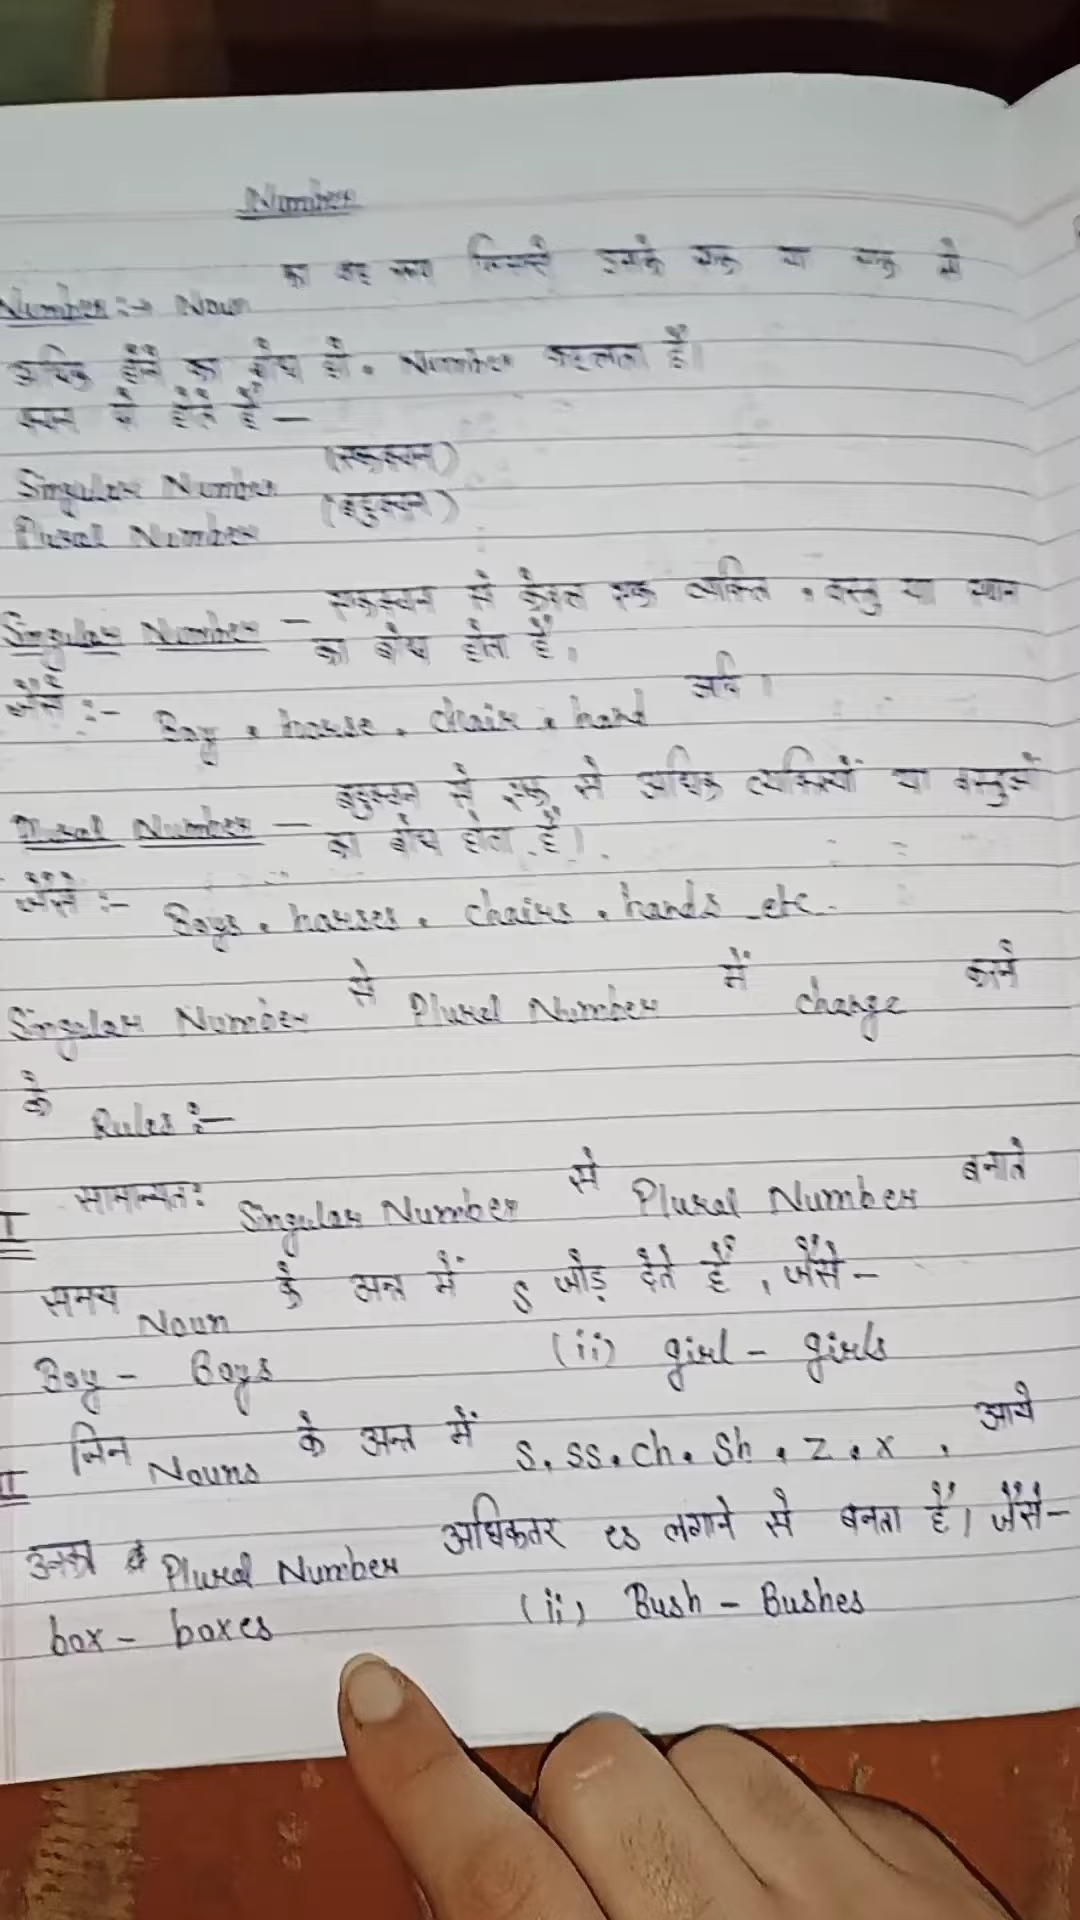 Number
Number :→ Noun का वह रूप जिससे उसके एक या एक से
अधिक होने का बोध हो, Number कहलाता है।
वचन दो होते हैं —
Singular Number (एकवचन)
Plural Number (बहुवचन)
Singular Number — एकवचन से केवल एक व्यक्ति, वस्तु या स्थान
का बोध होता है।
जैसे :- Boy, house, chair, hand आदि।
Plural Number — बहुवचन से एक से अधिक व्यक्तियों या वस्तुओं
का बोध होता है।
जैसे :- Boys, houses, chairs, hands etc.
Singular Number से Plural Number में change करने
के Rules :-
I सामान्यतः Singular Number से Plural Number बनाते
समय Noun के अन्त में s जोड़ देते हैं, जैसे -
Boy - Boys (ii) girl - girls
II जिन Nouns के अन्त में s, ss, ch, sh, z, x, आये
उनका Plural Number अधिकतर es लगाने से बनता है। जैसे -
box - boxes (ii) Bush - Bushes